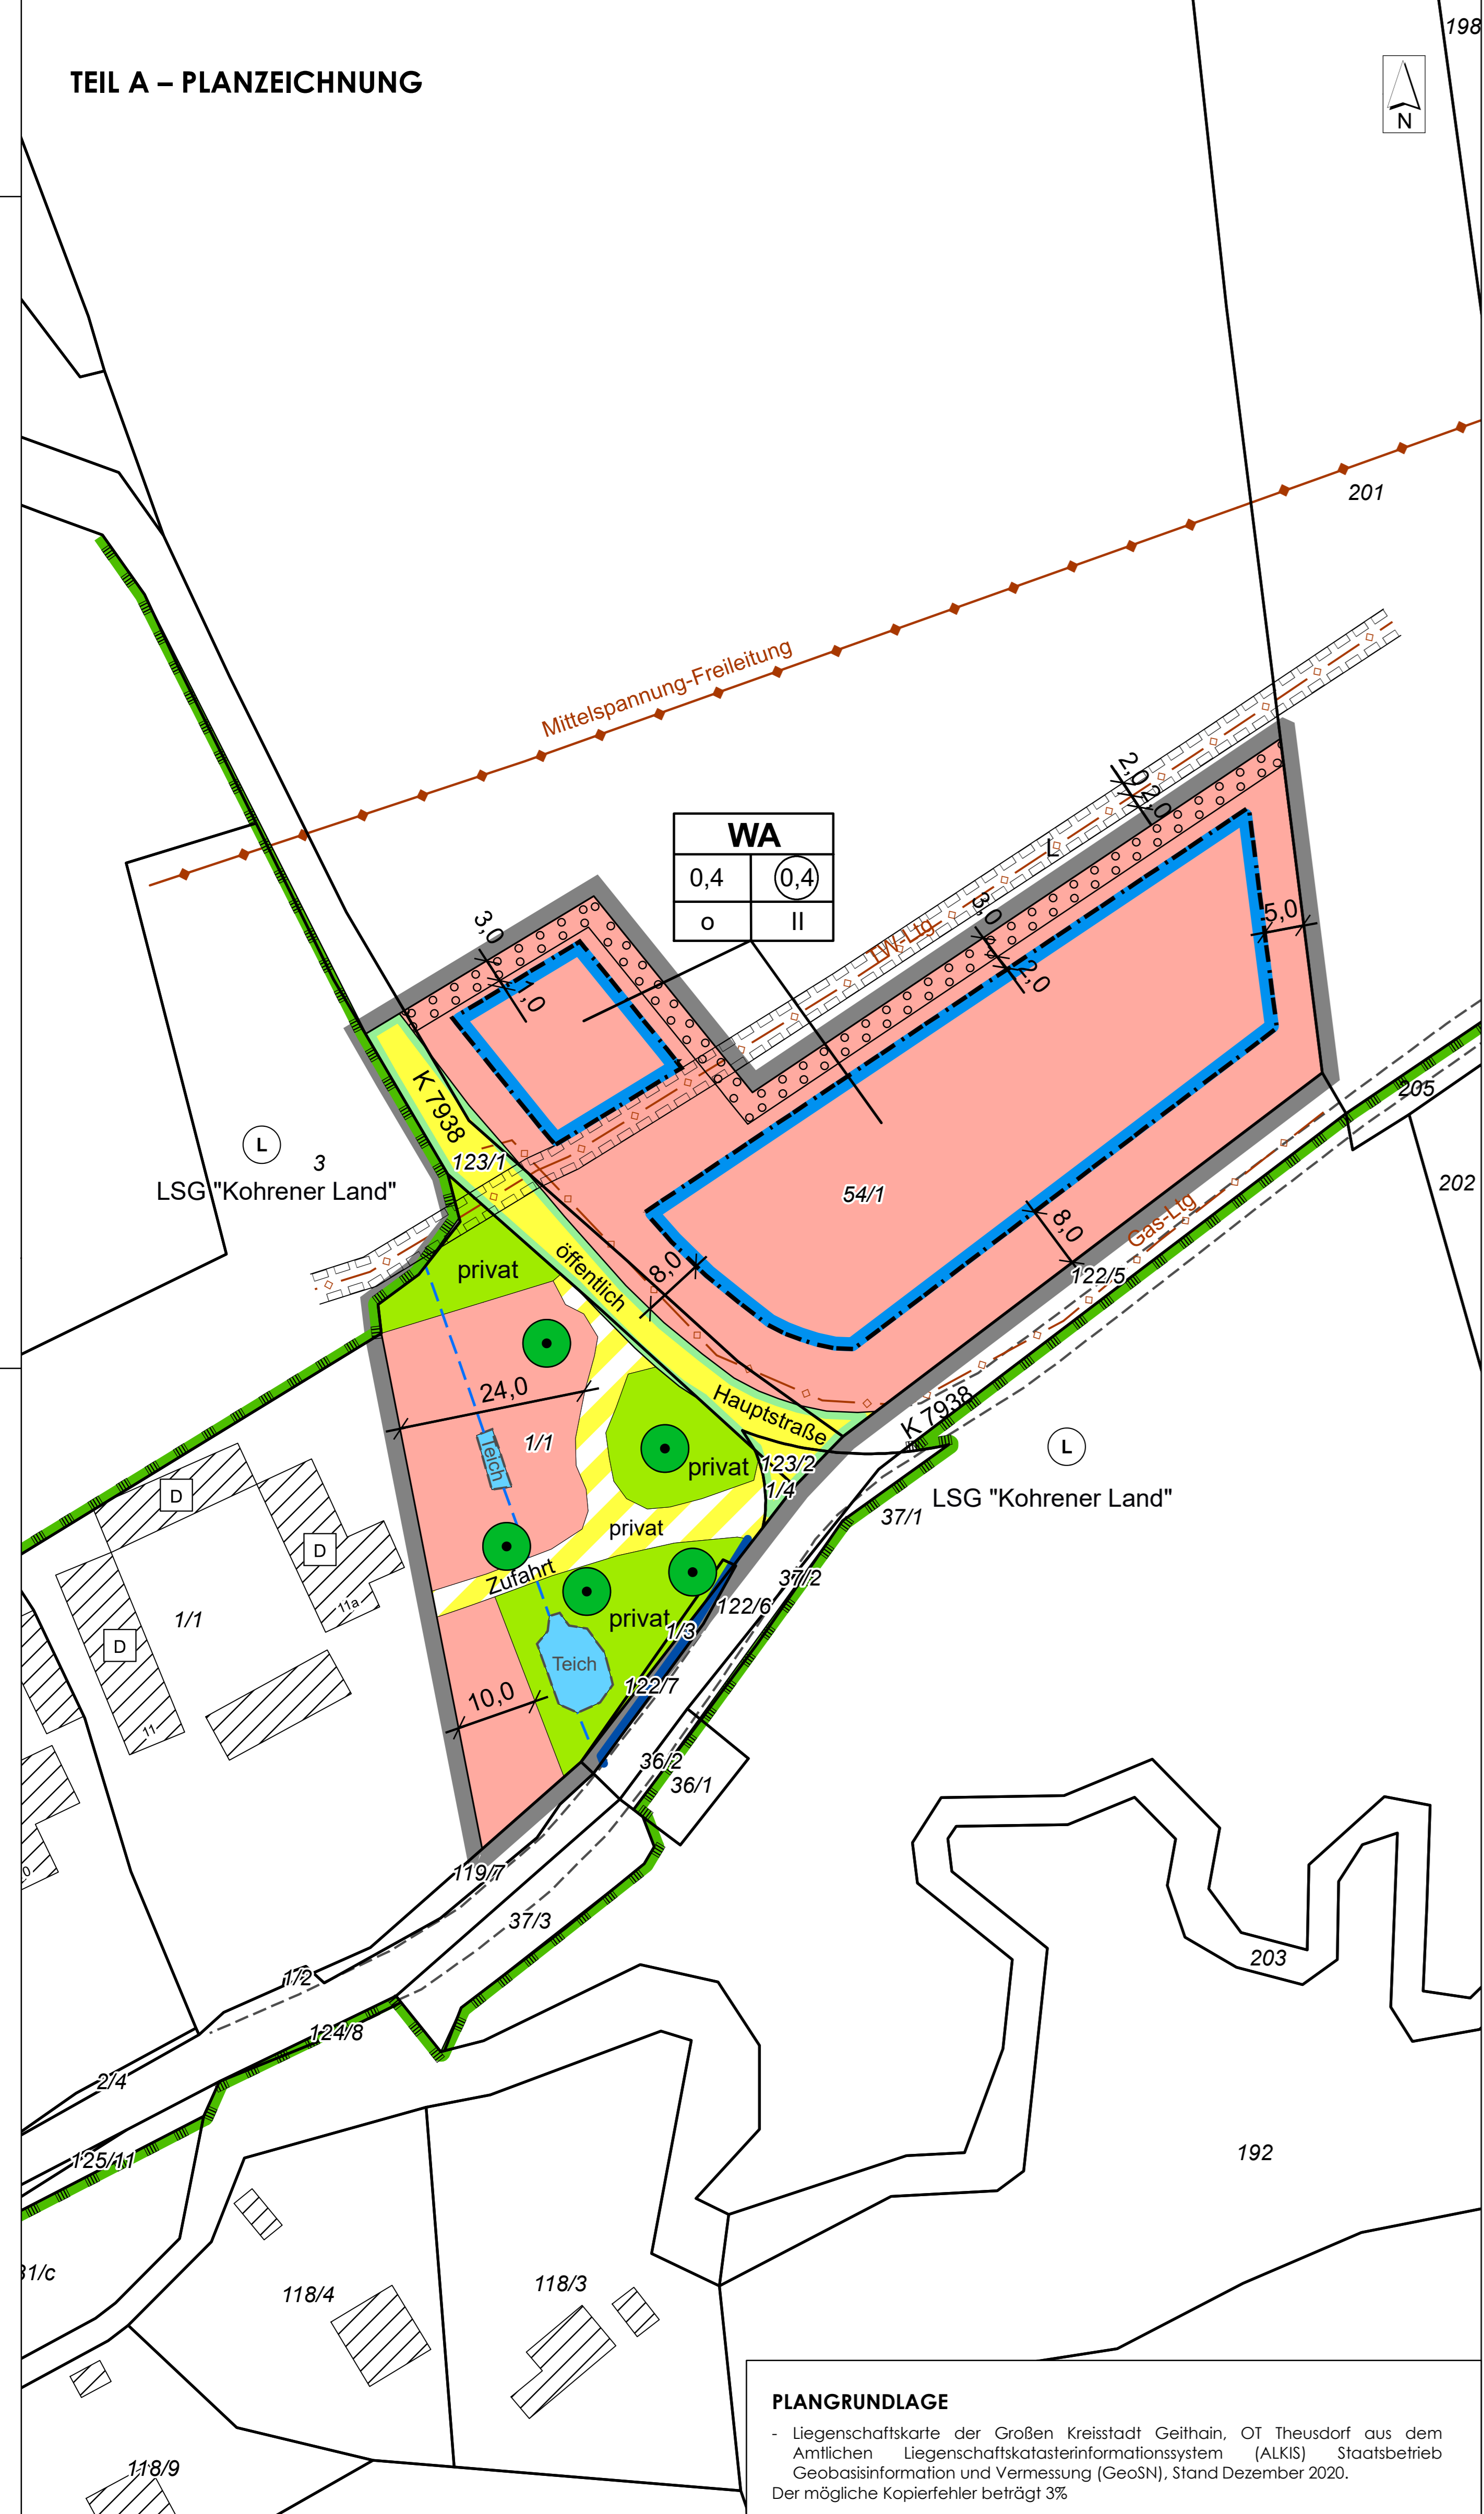 198
TEIL A – PLANZEICHNUNG
N
201
Mittelspannung-Freileitung
2,0
2,0
WA
0,4
0,4
o
II
L
3,0
3,0
5,0
TW-Ltg
1,0
2,0
K 7938
205
L
3
123/1
LSG "Kohrener Land"
202
54/1
8,0
Gas-Ltg
privat
öffentlich
8,0
122/5
24,0
Hauptstraße
K 7938
1/1
Teich
privat
123/2
L
1/4
LSG "Kohrener Land"
D
37/1
privat
D
Zufahrt
37/2
11a
122/6
1/1
privat
1/3
D
Teich
122/7
10,0
11
36/2
36/1
119/7
0
37/3
203
1/2
124/8
2/4
192
125/11
31/c
118/3
118/4
PLANGRUNDLAGE
- Liegenschaftskarte der Großen Kreisstadt Geithain, OT Theusdorf aus dem
Amtlichen Liegenschaftskatasterinformationssystem (ALKIS) Staatsbetrieb
Geobasisinformation und Vermessung (GeoSN), Stand Dezember 2020.
118/9
Der mögliche Kopierfehler beträgt 3%